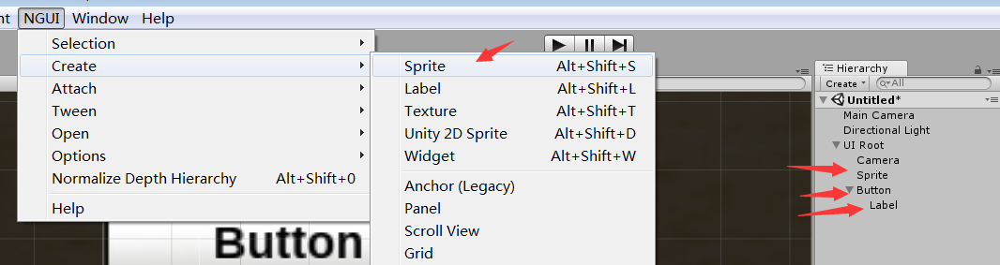 nt NGUI Window Help
Selection
Create
Attach
Tween
Open
Options
Normalize Depth Hierarchy Alt+Shift+0
Help
Sprite Alt+Shift+S
Label Alt+Shift+L
Texture Alt+Shift+T
Unity 2D Sprite Alt+Shift+D
Widget Alt+Shift+W
Anchor (Legacy)
Panel
Scroll View
Grid
Button
Hierarchy
Create All
Untitled*
Main Camera
Directional Light
UI Root
Camera
Sprite
Button
Label